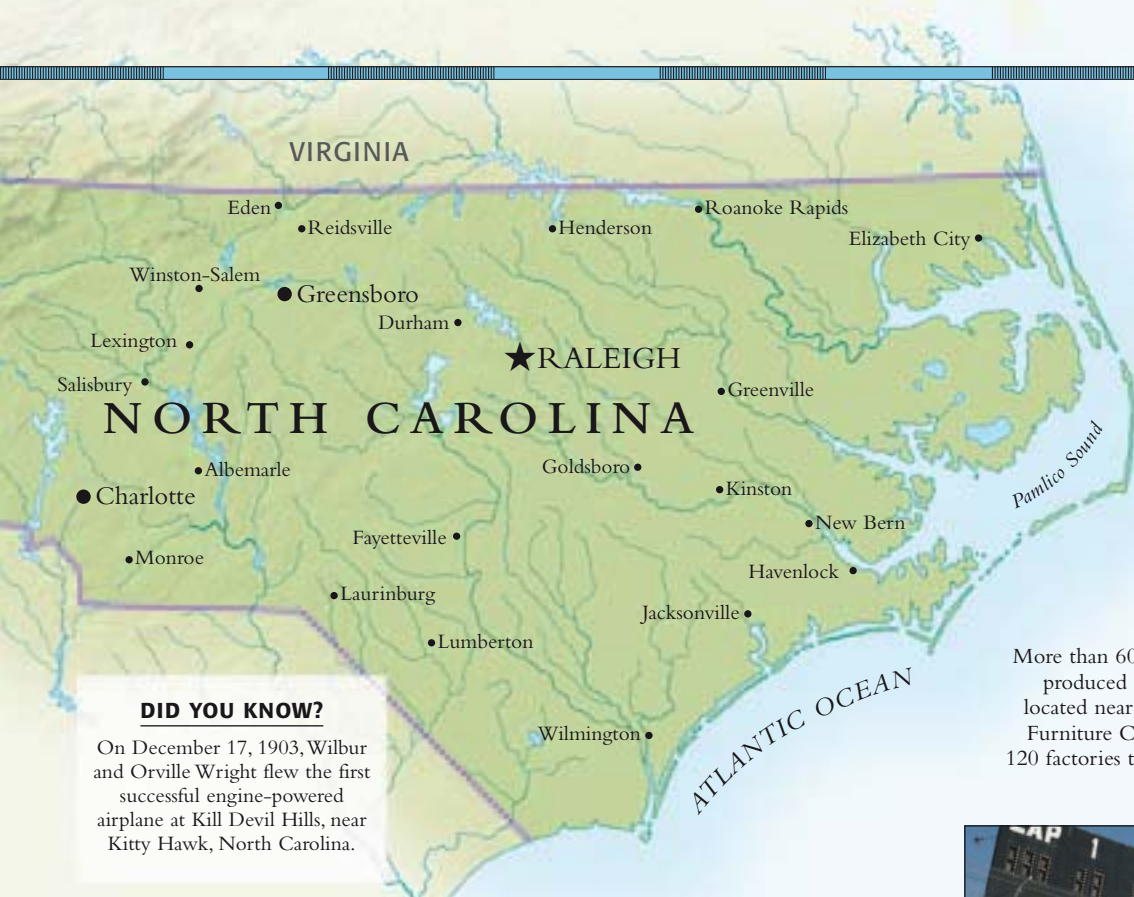 VIRGINIA
Eden
Reidsville
Henderson
Roanoke Rapids
Elizabeth City
Winston-Salem
Greensboro
Durham
Lexington
RALEIGH
Salisbury
Greenville
NORTH CAROLINA
Albemarle
Goldsboro
Charlotte
Kinston
Pamlico Sound
New Bern
Fayetteville
Monroe
Havenlock
Laurinburg
Jacksonville
Lumberton
Wilmington
ATLANTIC OCEAN
DID YOU KNOW?
On December 17, 1903, Wilbur
and Orville Wright flew the first
successful engine-powered
airplane at Kill Devil Hills, near
Kitty Hawk, North Carolina.
More than 60
produced
located near
Furniture C
120 factories t
LAP 1